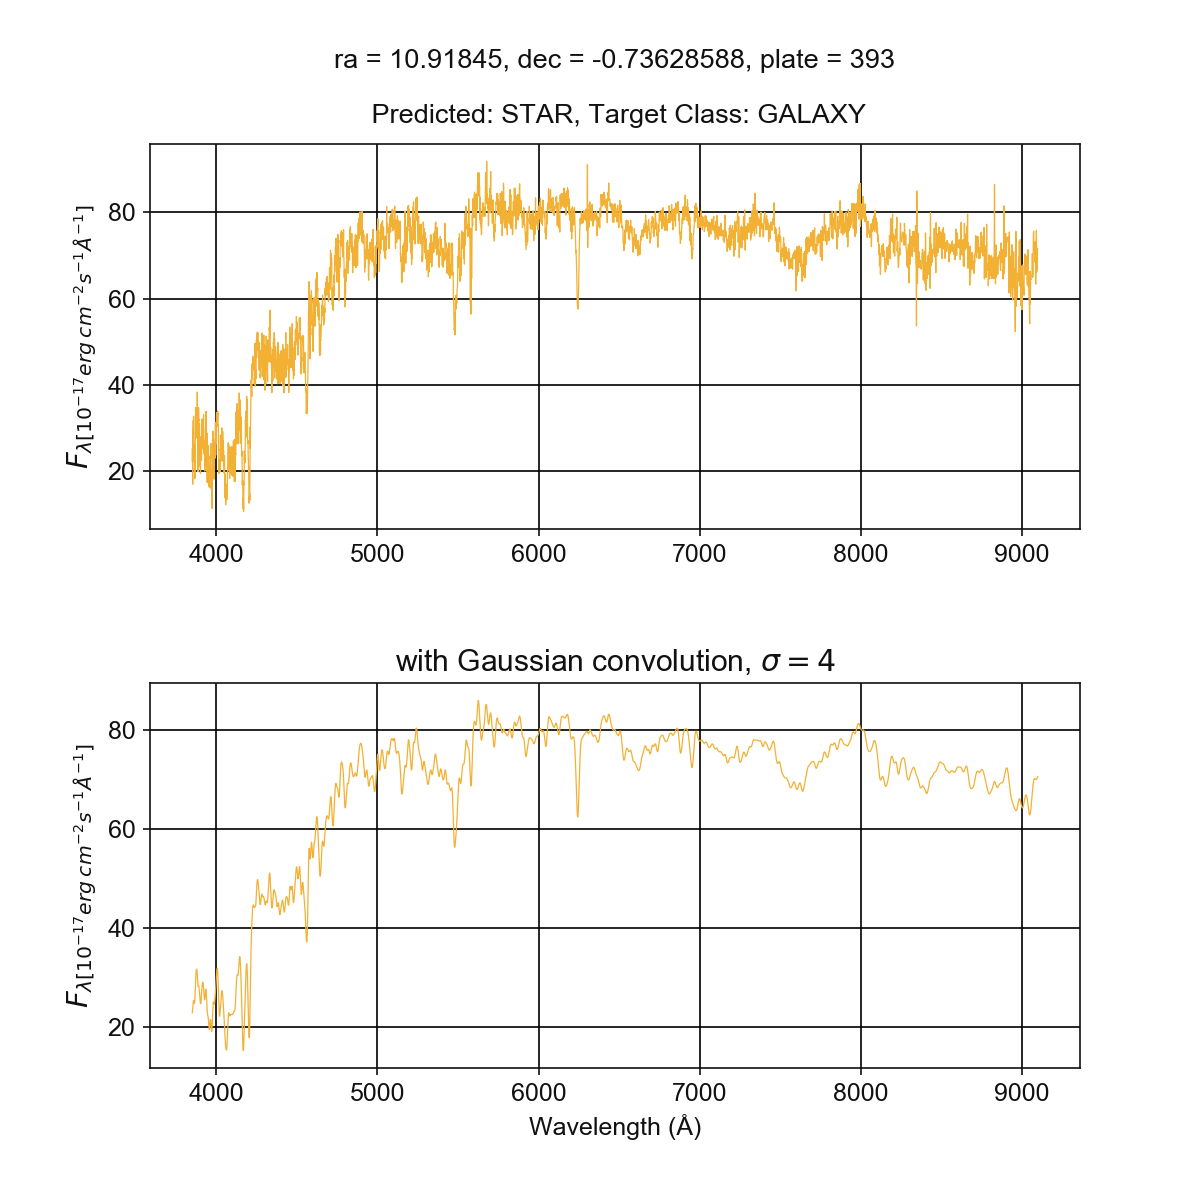 ra = 10.91845, dec = -0.73628588, plate = 393
Predicted: STAR, Target Class: GALAXY
80
60
40
20
F_λ[10^−17 erg cm^−2 s^−1 Å^−1]
4000 5000 6000 7000 8000 9000
with Gaussian convolution, σ = 4
80
60
40
20
F_λ[10^−17 erg cm^−2 s^−1 Å^−1]
4000 5000 6000 7000 8000 9000
Wavelength (Å)